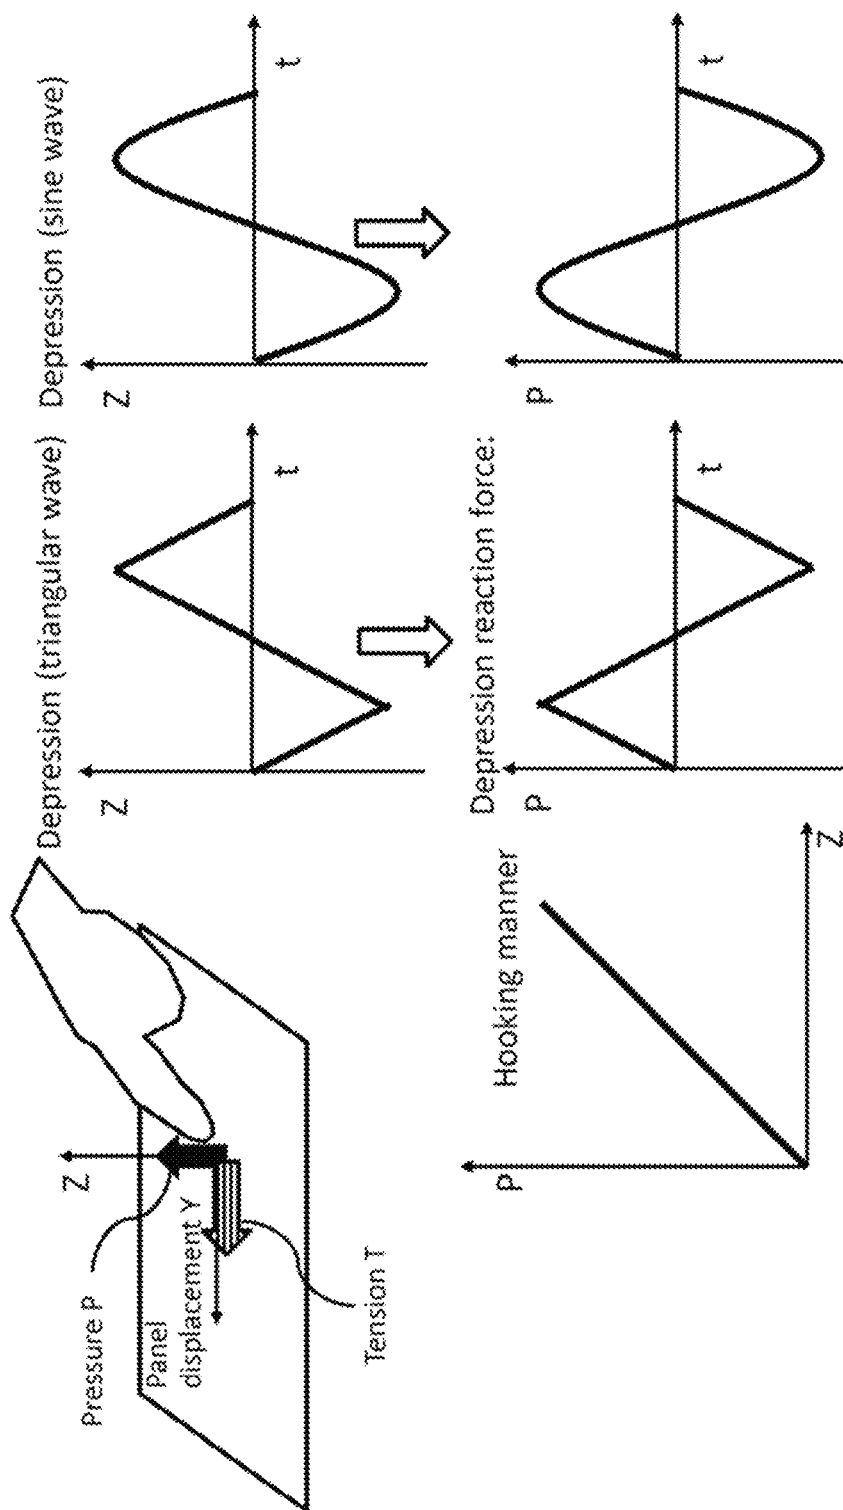 Pressure P
Z
Panel
displacement Y
Tension T
Depression (triangular wave)
Z
t
Depression (sine wave)
Z
t
Hooking manner
P
Z
Depression reaction force:
P
t
P
t